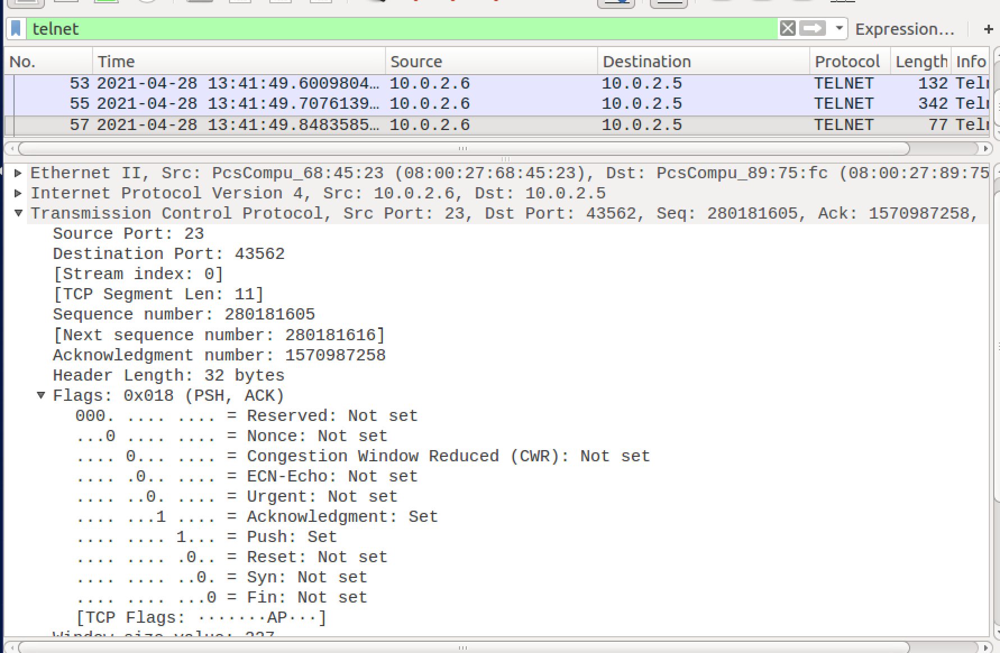 telnet Expression… +
No. Time Source Destination Protocol Length Info
53 2021-04-28 13:41:49.6009804… 10.0.2.6 10.0.2.5 TELNET 132
55 2021-04-28 13:41:49.7076139… 10.0.2.6 10.0.2.5 TELNET 342
57 2021-04-28 13:41:49.8483585… 10.0.2.6 10.0.2.5 TELNET 77
Ethernet II, Src: PcsCompu_68:45:23 (08:00:27:68:45:23), Dst: PcsCompu_89:75:fc (08:00:27:89:75
Internet Protocol Version 4, Src: 10.0.2.6, Dst: 10.0.2.5
Transmission Control Protocol, Src Port: 23, Dst Port: 43562, Seq: 280181605, Ack: 1570987258,
Source Port: 23
Destination Port: 43562
[Stream index: 0]
[TCP Segment Len: 11]
Sequence number: 280181605
[Next sequence number: 280181616]
Acknowledgment number: 1570987258
Header Length: 32 bytes
Flags: 0x018 (PSH, ACK)
000. .... .... = Reserved: Not set
...0 .... .... = Nonce: Not set
.... 0... .... = Congestion Window Reduced (CWR): Not set
.... .0.. .... = ECN-Echo: Not set
.... ..0. .... = Urgent: Not set
.... ...1 .... = Acknowledgment: Set
.... .... 1... = Push: Set
.... .... .0.. = Reset: Not set
.... .... ..0. = Syn: Not set
.... .... ...0 = Fin: Not set
[TCP Flags: ·······AP···]
Window size value: 227